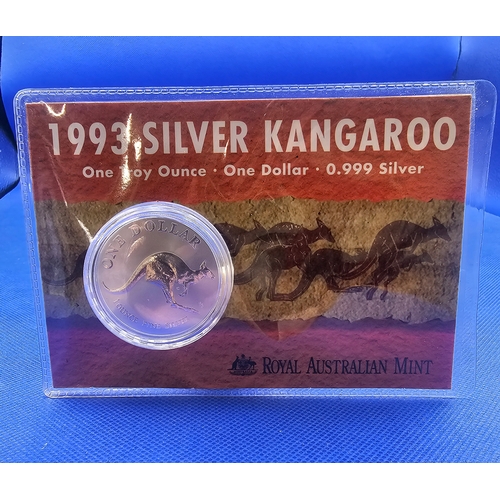 1993 SILVER KANGAROO
One Troy Ounce · One Dollar · 0.999 Silver
ONE DOLLAR
ROYAL AUSTRALIAN MINT